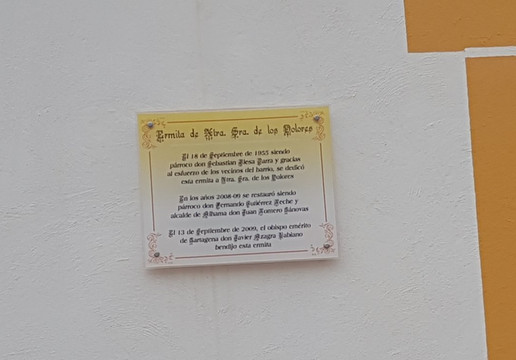 Ermita de Ntra. Sra. de los Dolores
El 18 de Septiembre de 1955 siendo
párroco don Sebastian Blesa Parra y gracias
al esfuerzo de los vecinos del barrio, se dedicó
esta ermita a Ntra. Sra. de los Dolores
En los años 2008-09 se restauró siendo
párroco don Fernando Gutiérrez Reche y
alcalde de Alhama don Juan Romero Cánovas
El 13 de Septiembre de 2009, el obispo emérito
de Cartagena don Javier Azagra Labiano
bendijo esta ermita